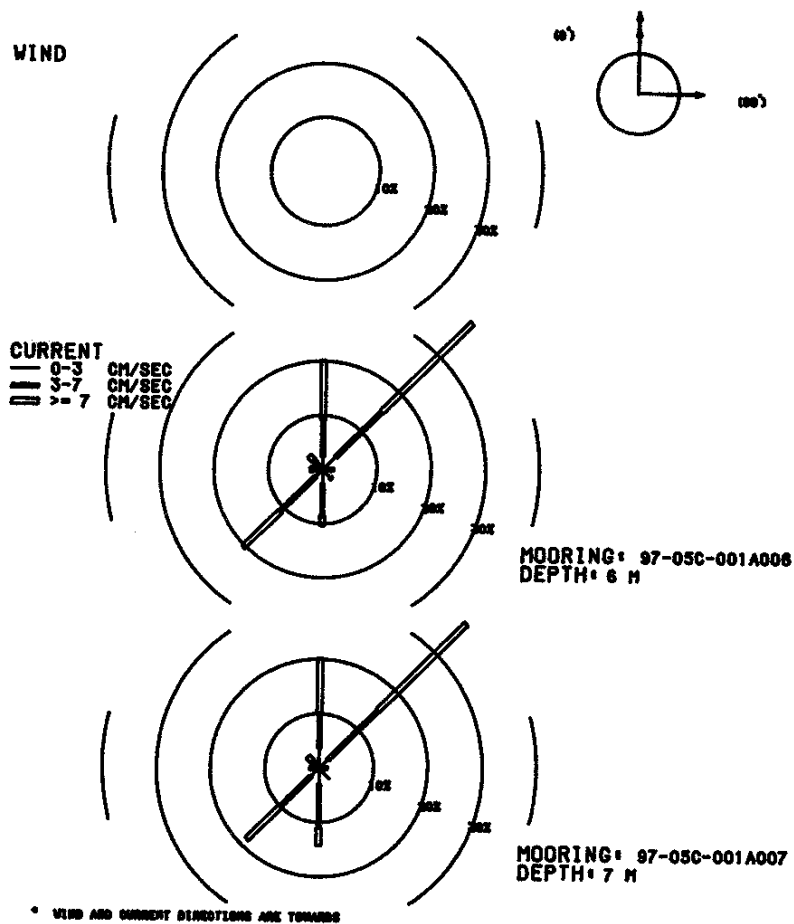 WIND
(0°)
(90°)
10%
20%
30%
CURRENT
0-3 CM/SEC
3-7 CM/SEC
>= 7 CM/SEC
10%
20%
30%
MOORING: 97-05C-001A006
DEPTH: 6 M
10%
20%
30%
MOORING: 97-05C-001A007
DEPTH: 7 M
* WIND AND CURRENT DIRECTIONS ARE TOWARDS